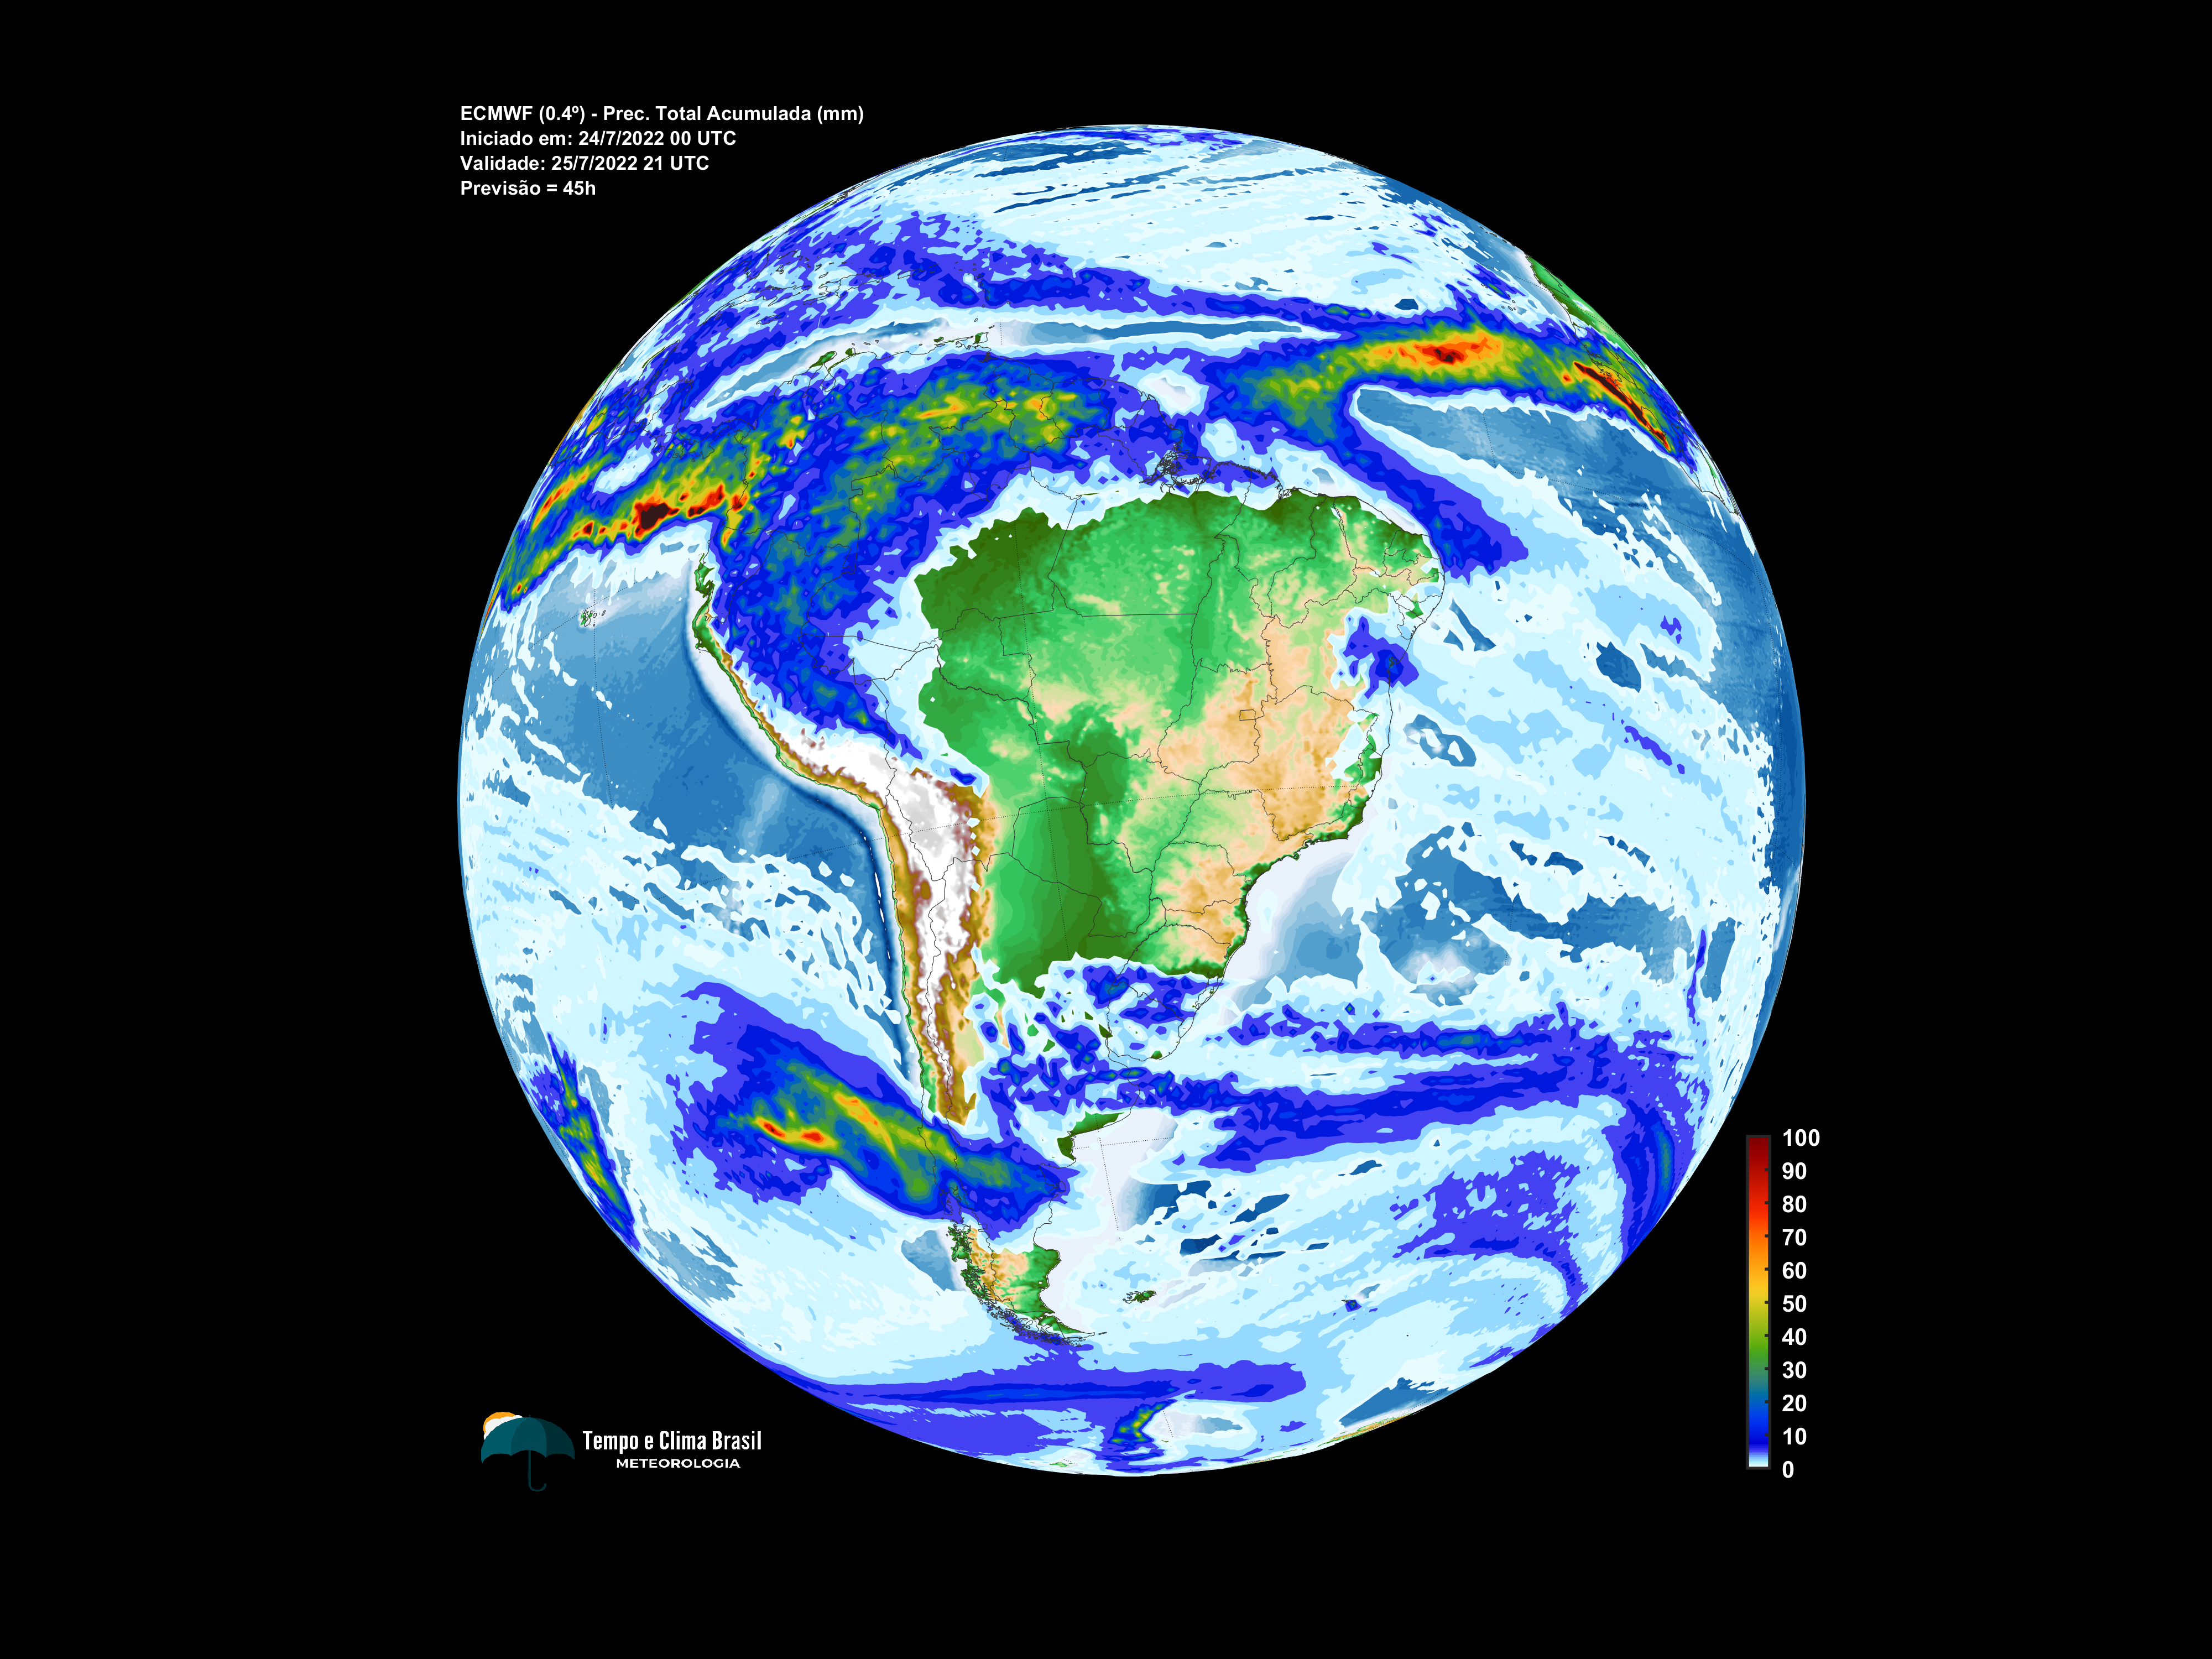 ECMWF (0.4º) - Prec. Total Acumulada (mm)
Iniciado em: 24/7/2022 00 UTC
Validade: 25/7/2022 21 UTC
Previsão = 45h
100
90
80
70
60
50
40
30
20
10
0
Tempo e Clima Brasil
METEOROLOGIA